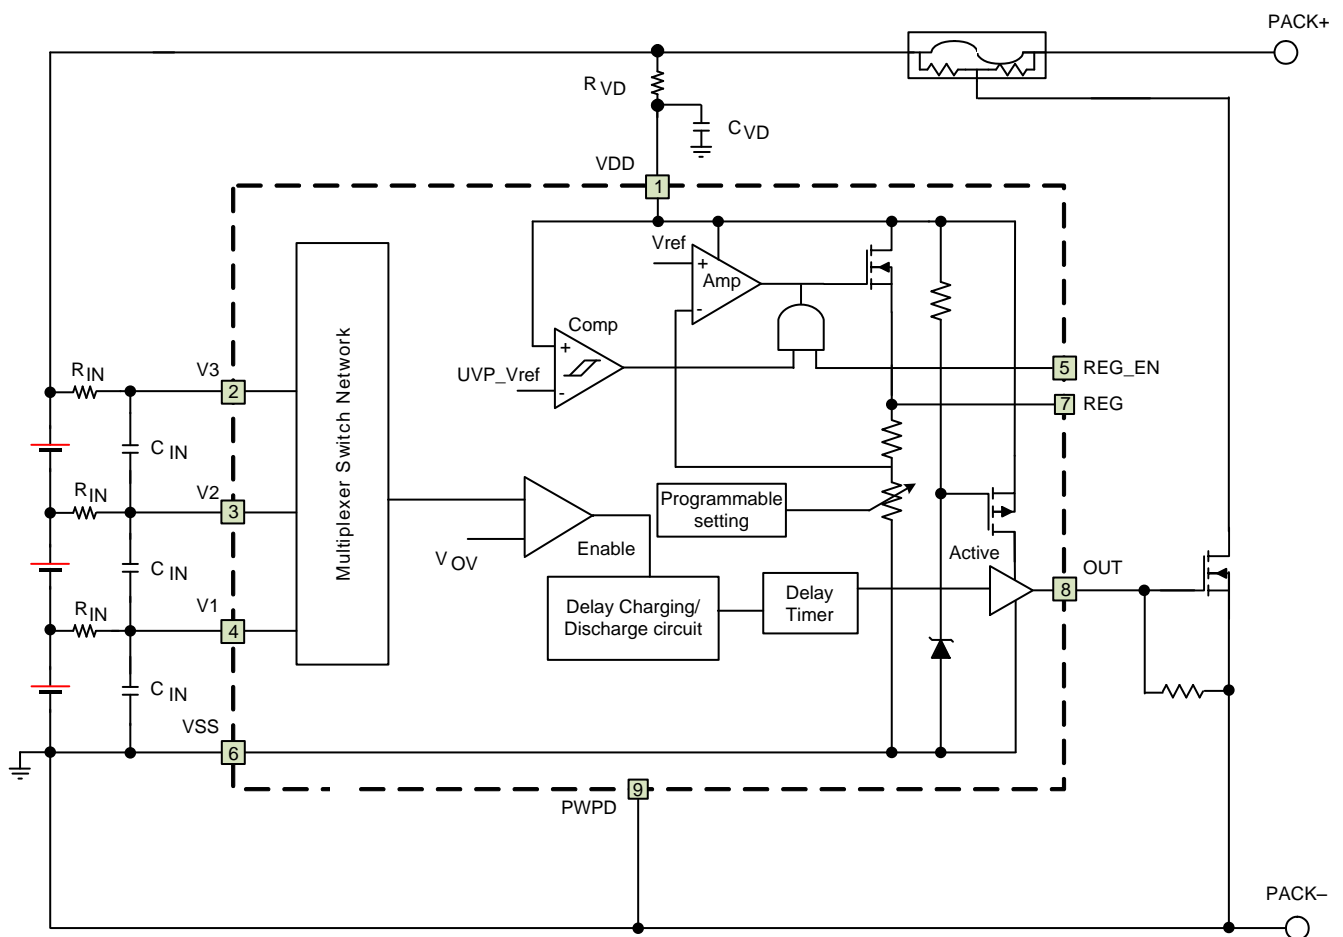 PACK+
R VD
C VD
VDD
1
Vref
+
Amp
-
Comp
+
UVP_Vref
-
5 REG_EN
7 REG
R IN
V3
2
C IN
Multiplexer Switch Network
R IN
V2
3
Programmable
setting
V OV
Enable
Active
C IN
R IN
V1
4
Delay Charging/
Discharge circuit
Delay
Timer
OUT
8
C IN
VSS
6
9
PWPD
PACK–